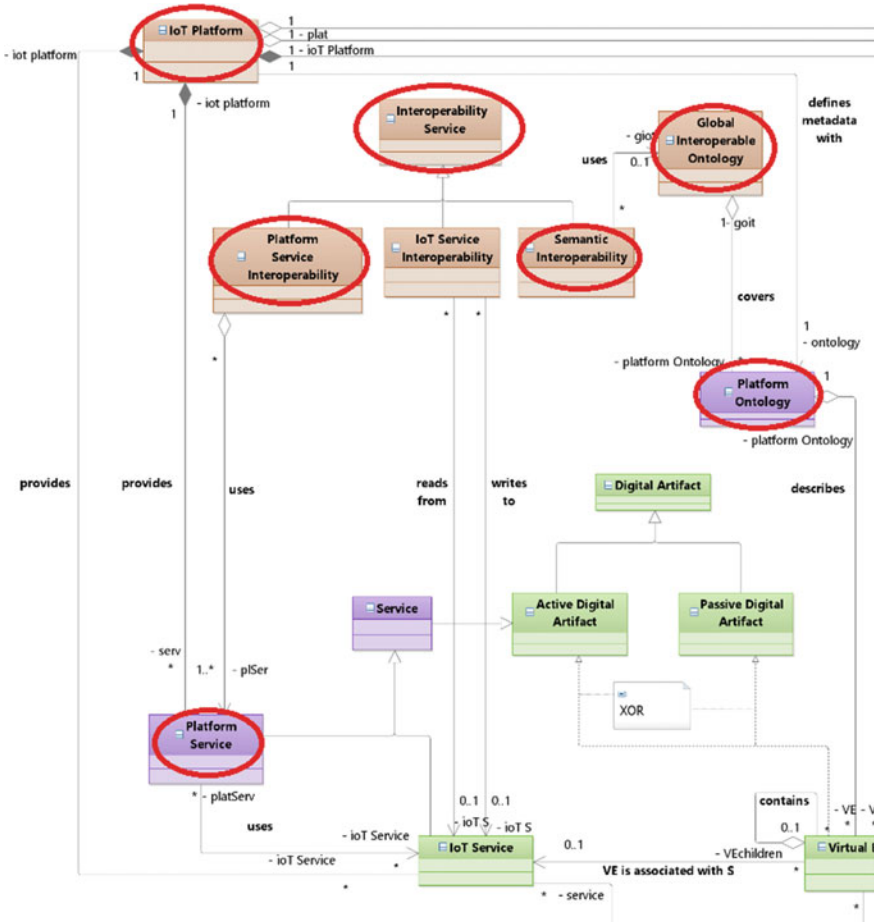 IoT Platform
1
1 - plat
1 - ioT Platform
1
- iot platform
1
- iot platform
1
defines
metadata
with
Interoperability
Service
Global
Interoperable
Ontology
- giot
0..1
uses
*
1- goit
Platform
Service
Interoperability
IoT Service
Interoperability
Semantic
Interoperability
*
*
*
covers
1
- ontology
- platform Ontology
*
1
Platform
Ontology
- platform Ontology
provides
provides
uses
reads
from
writes
to
describes
Digital Artifact
Service
Active Digital
Artifact
Passive Digital
Artifact
- serv
*
1..*
- plSer
XOR
Platform
Service
* - platServ
uses
- ioT Service
- ioT Service
*
*
0..1
0..1
- ioT S
- ioT S
IoT Service
* - service
0..1
- VEchildren
VE is associated with S
*
contains
0..1
*
- VE
*
*
Virtual
*